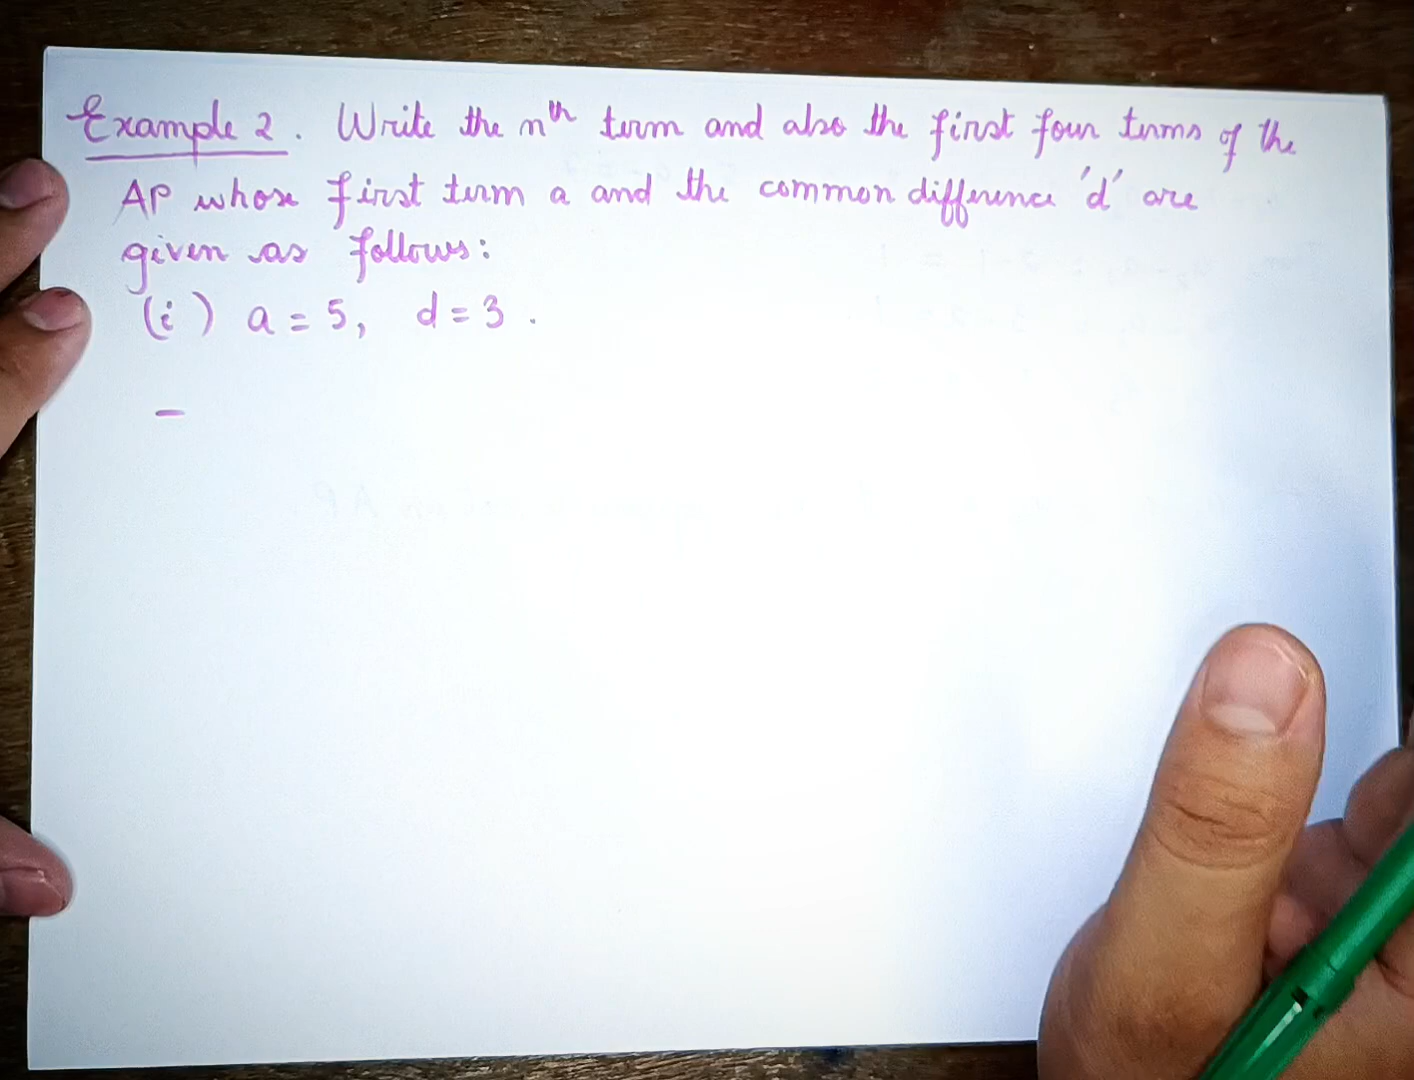 Example 2. Write the nth term and also the first four terms of the
AP whose first term a and the common difference 'd' are
given as follows:
(i) a = 5, d = 3.